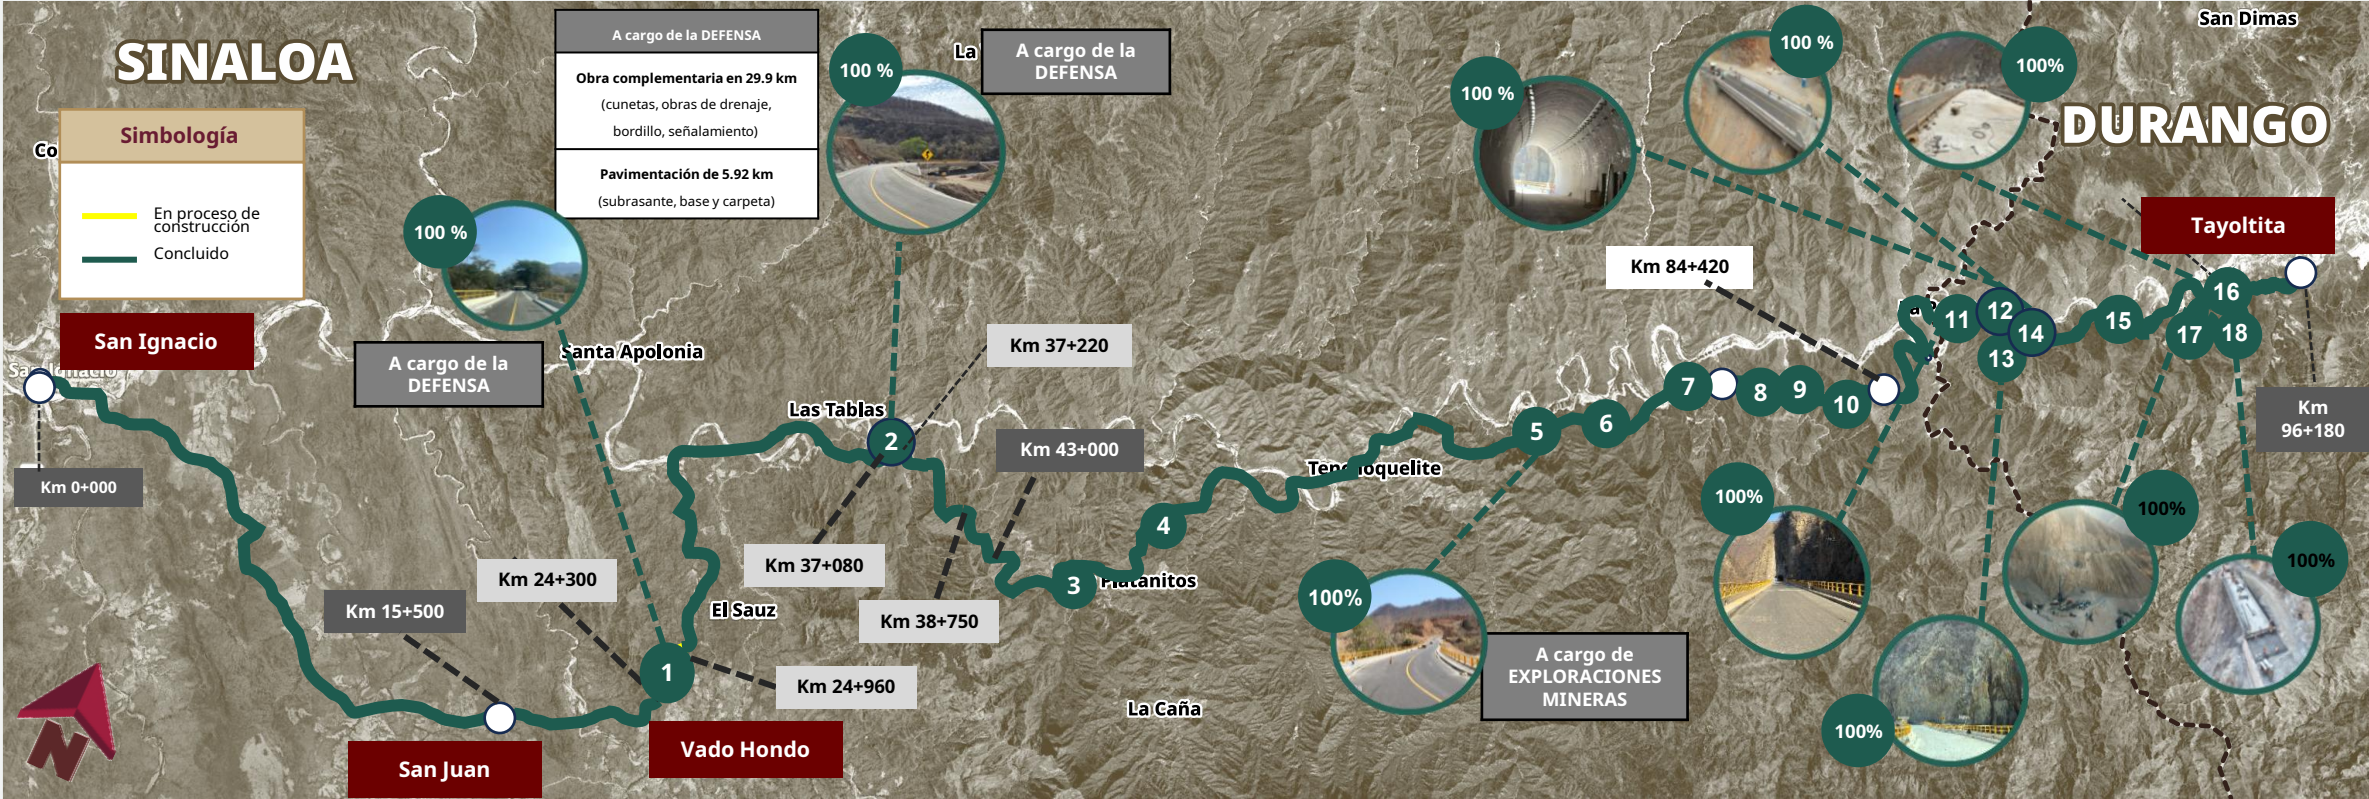 SINALOA
Simbología
En proceso de
construcción
Concluido
San Ignacio
San Ignacio
Km 0+000
A cargo de la DEFENSA
Obra complementaria en 29.9 km
(cunetas, obras de drenaje,
bordillo, señalamiento)
Pavimentación de 5.92 km
(subrasante, base y carpeta)
100 %
A cargo de la
DEFENSA
100 %
A cargo de la
DEFENSA
Santa Apolonia
Las Tablas
Km 37+220
Km 43+000
2
Km 37+080
Km 38+750
Km 24+300
Km 15+500
El Sauz
1
Km 24+960
San Juan
Vado Hondo
N
3
Platanitos
4
La Caña
Tenchoquelite
5
6
7
8
9
10
100%
A cargo de
EXPLORACIONES
MINERAS
100 %
100 %
100%
San Dimas
DURANGO
Tayoltita
Km 84+420
11
12
13
14
15
16
17
18
Km
96+180
100%
100%
100%
100%